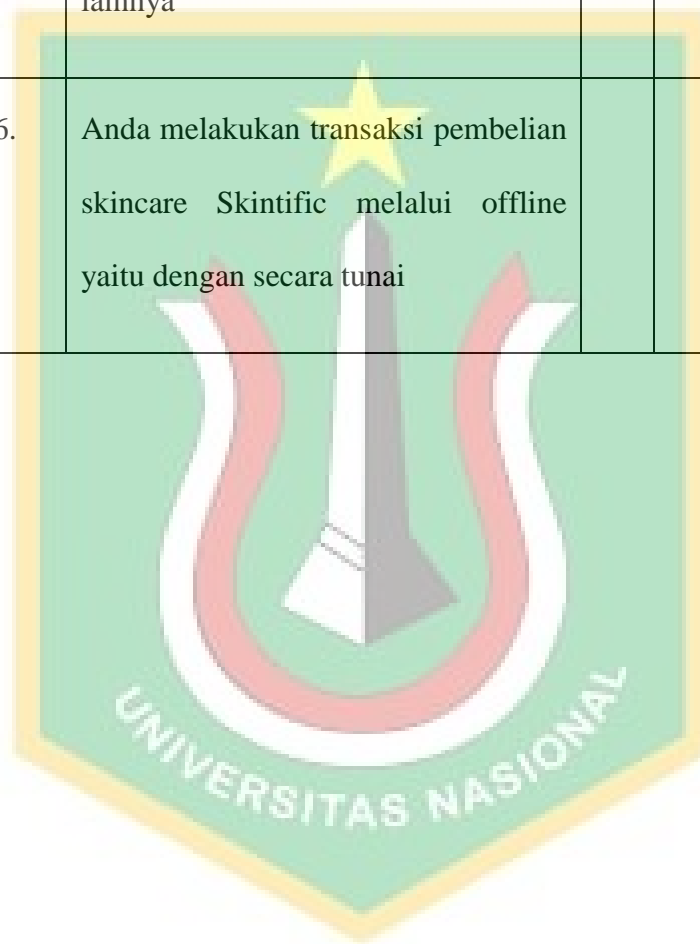 lainnya
6. Anda melakukan transaksi pembelian
skincare Skintific melalui offline
yaitu dengan secara tunai
UNIVERSITAS NASIONAL